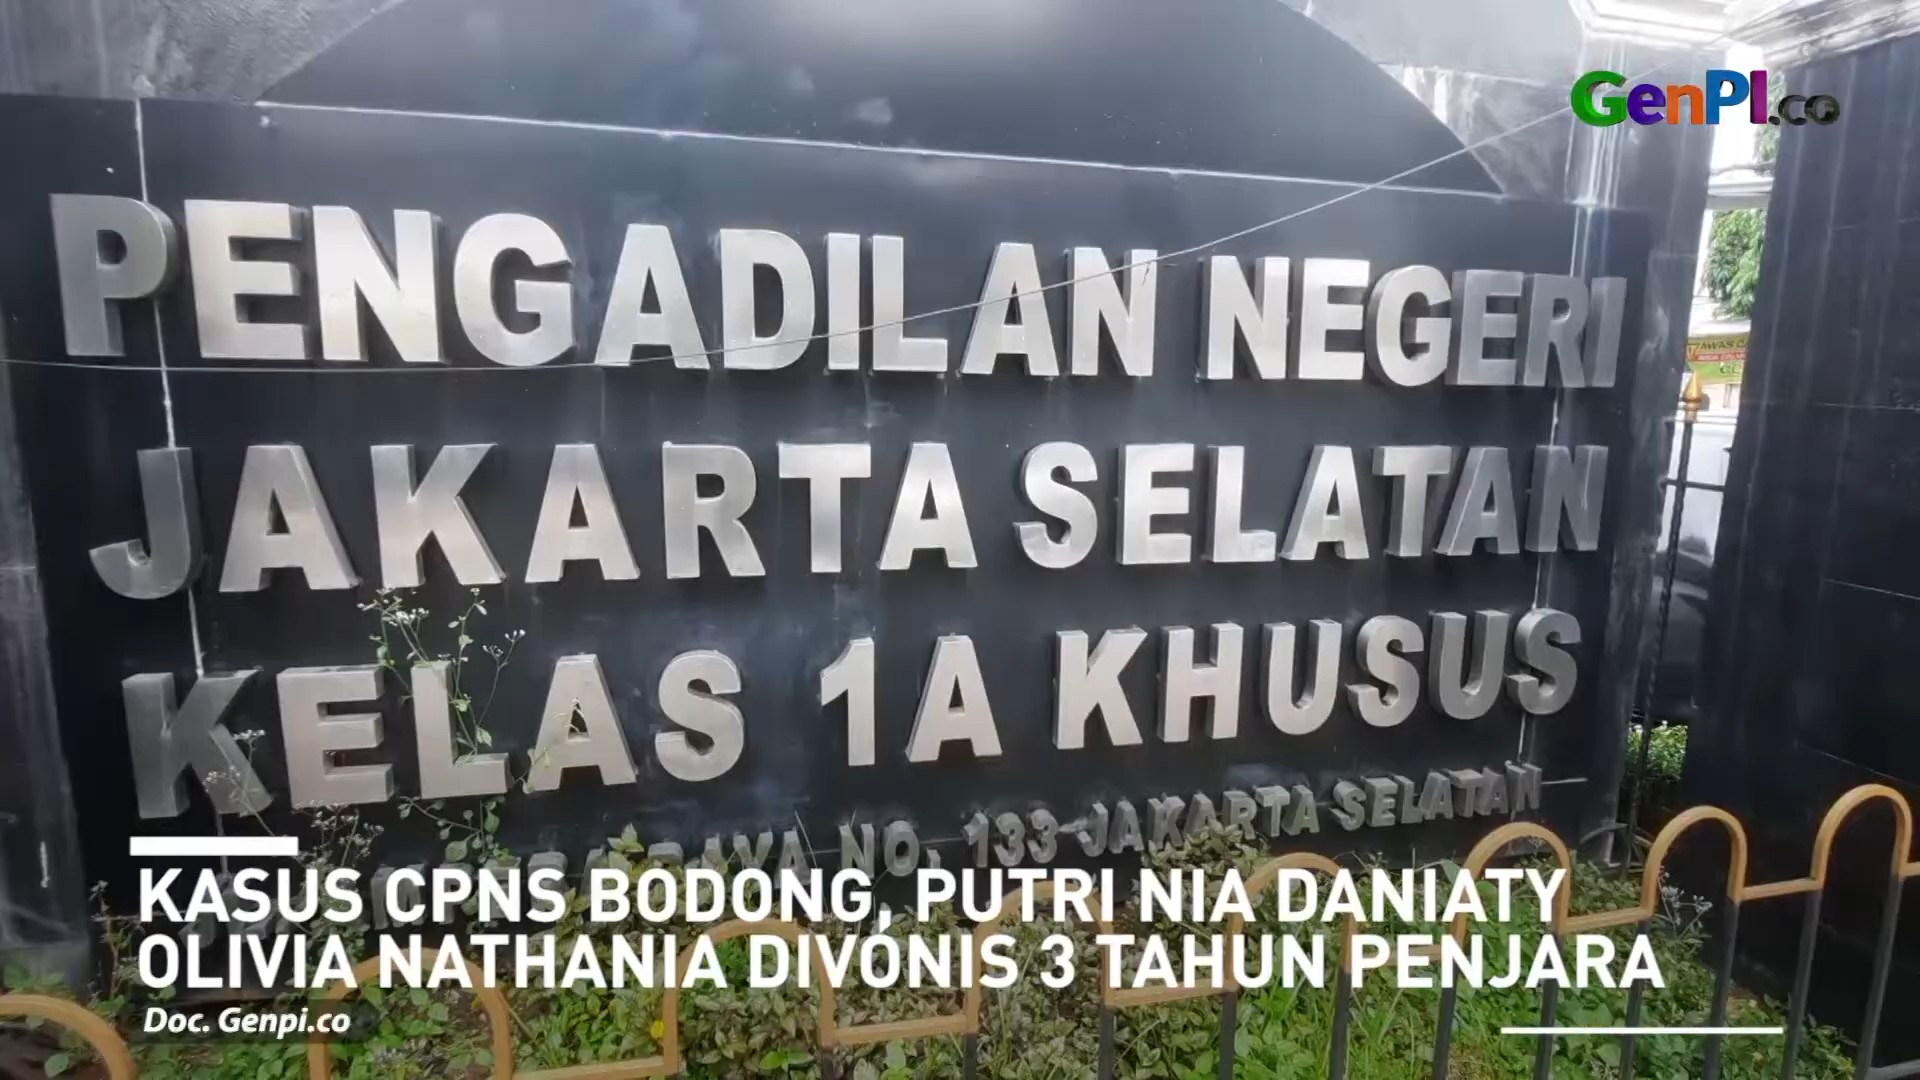 GenPI.co
PENGADILAN NEGERI
JAKARTA SELATAN
KELAS 1A KHUSUS
RAYA NO. 133 JAKARTA SELATAN
KASUS CPNS BODONG, PUTRI NIA DANIATY
OLIVIA NATHANIA DIVONIS 3 TAHUN PENJARA
Doc. Genpi.co